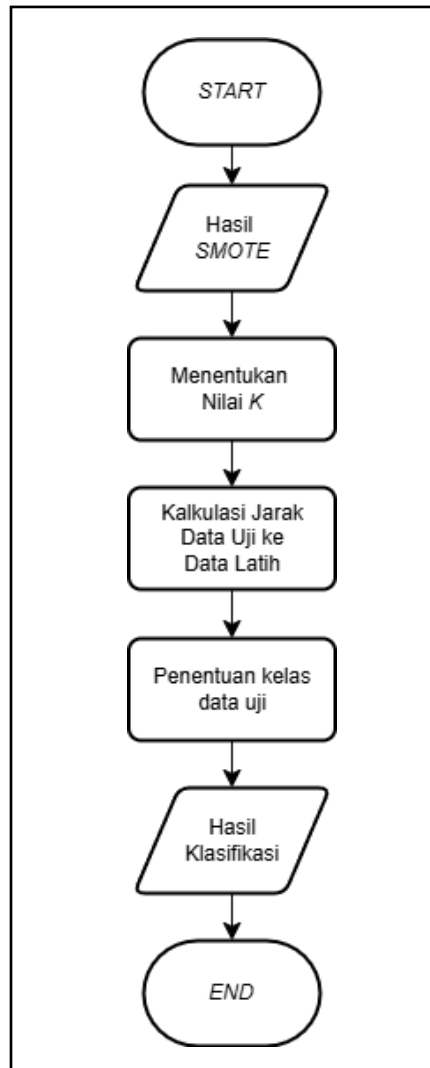 START
Hasil
SMOTE
Menentukan
Nilai K
Kalkulasi Jarak
Data Uji ke
Data Latih
Penentuan kelas
data uji
Hasil
Klasifikasi
END